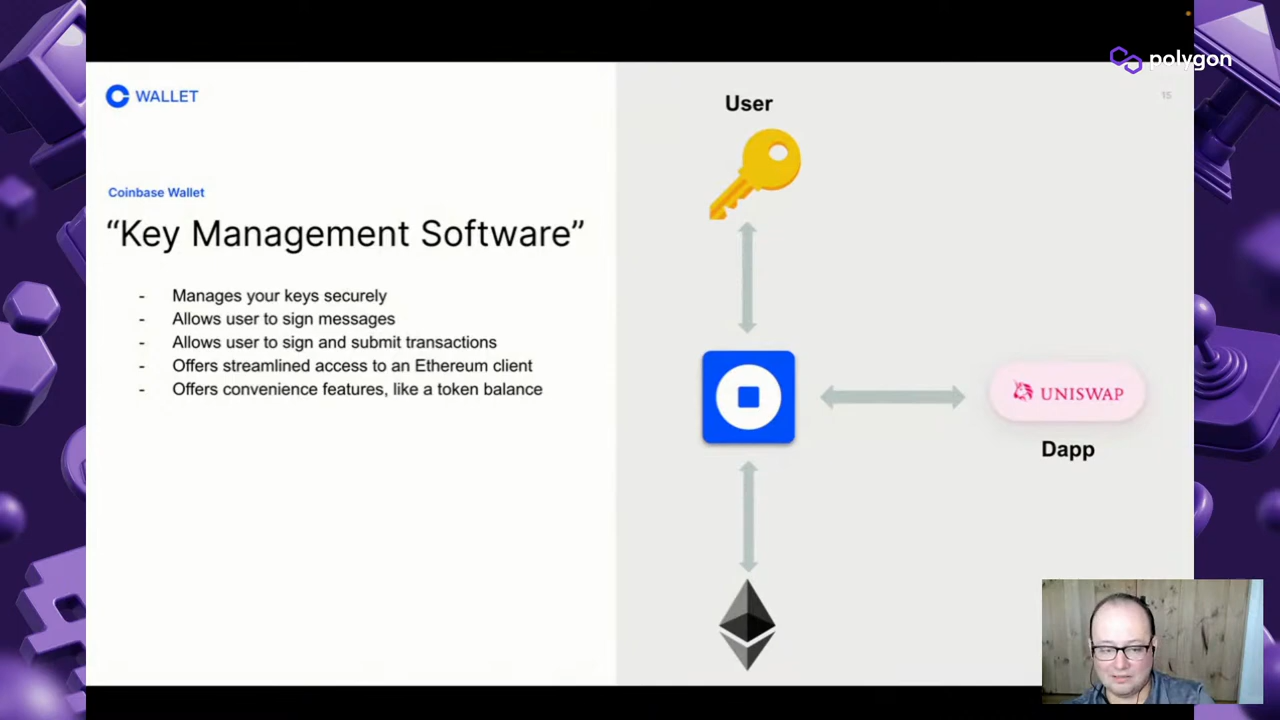 polygon
WALLET
15
Coinbase Wallet
“Key Management Software”
- Manages your keys securely
- Allows user to sign messages
- Allows user to sign and submit transactions
- Offers streamlined access to an Ethereum client
- Offers convenience features, like a token balance
User
UNISWAP
Dapp